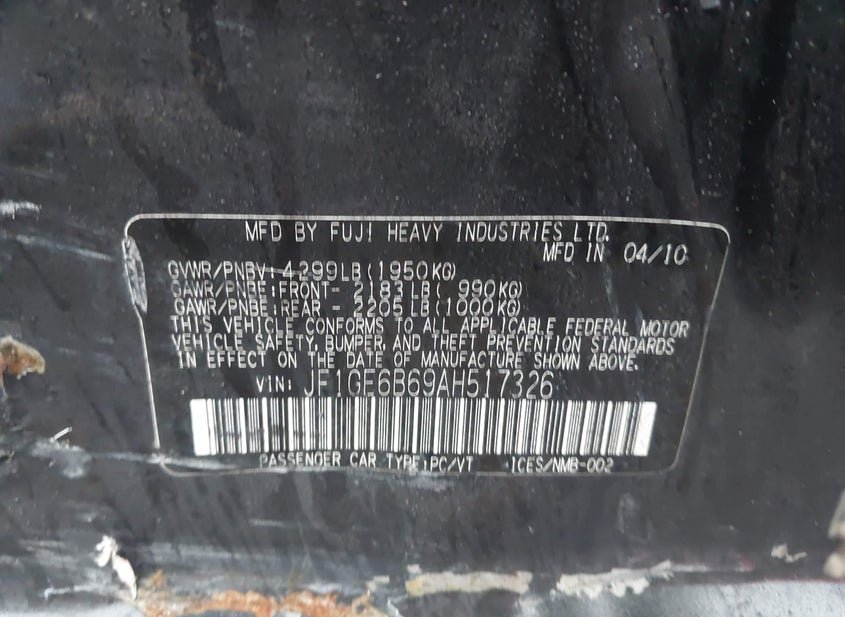 MFD BY FUJI HEAVY INDUSTRIES LTD.
MFD IN 04/10
GVWR/PNBV-4299LB(1950KG)
GAWR/PNBE:FRONT- 2183LB( 990KG)
GAWR/PNBE:REAR - 2205LB(1000KG)
THIS VEHICLE CONFORMS TO ALL APPLICABLE FEDERAL MOTOR
VEHICLE SAFETY, BUMPER, AND THEFT PREVENTION STANDARDS
IN EFFECT ON THE DATE OF MANUFACTURE SHOWN ABOVE.
VIN: JF1GE6B69AH517326
PASSENGER CAR TYPE:PC/VT ICES/NMB-002